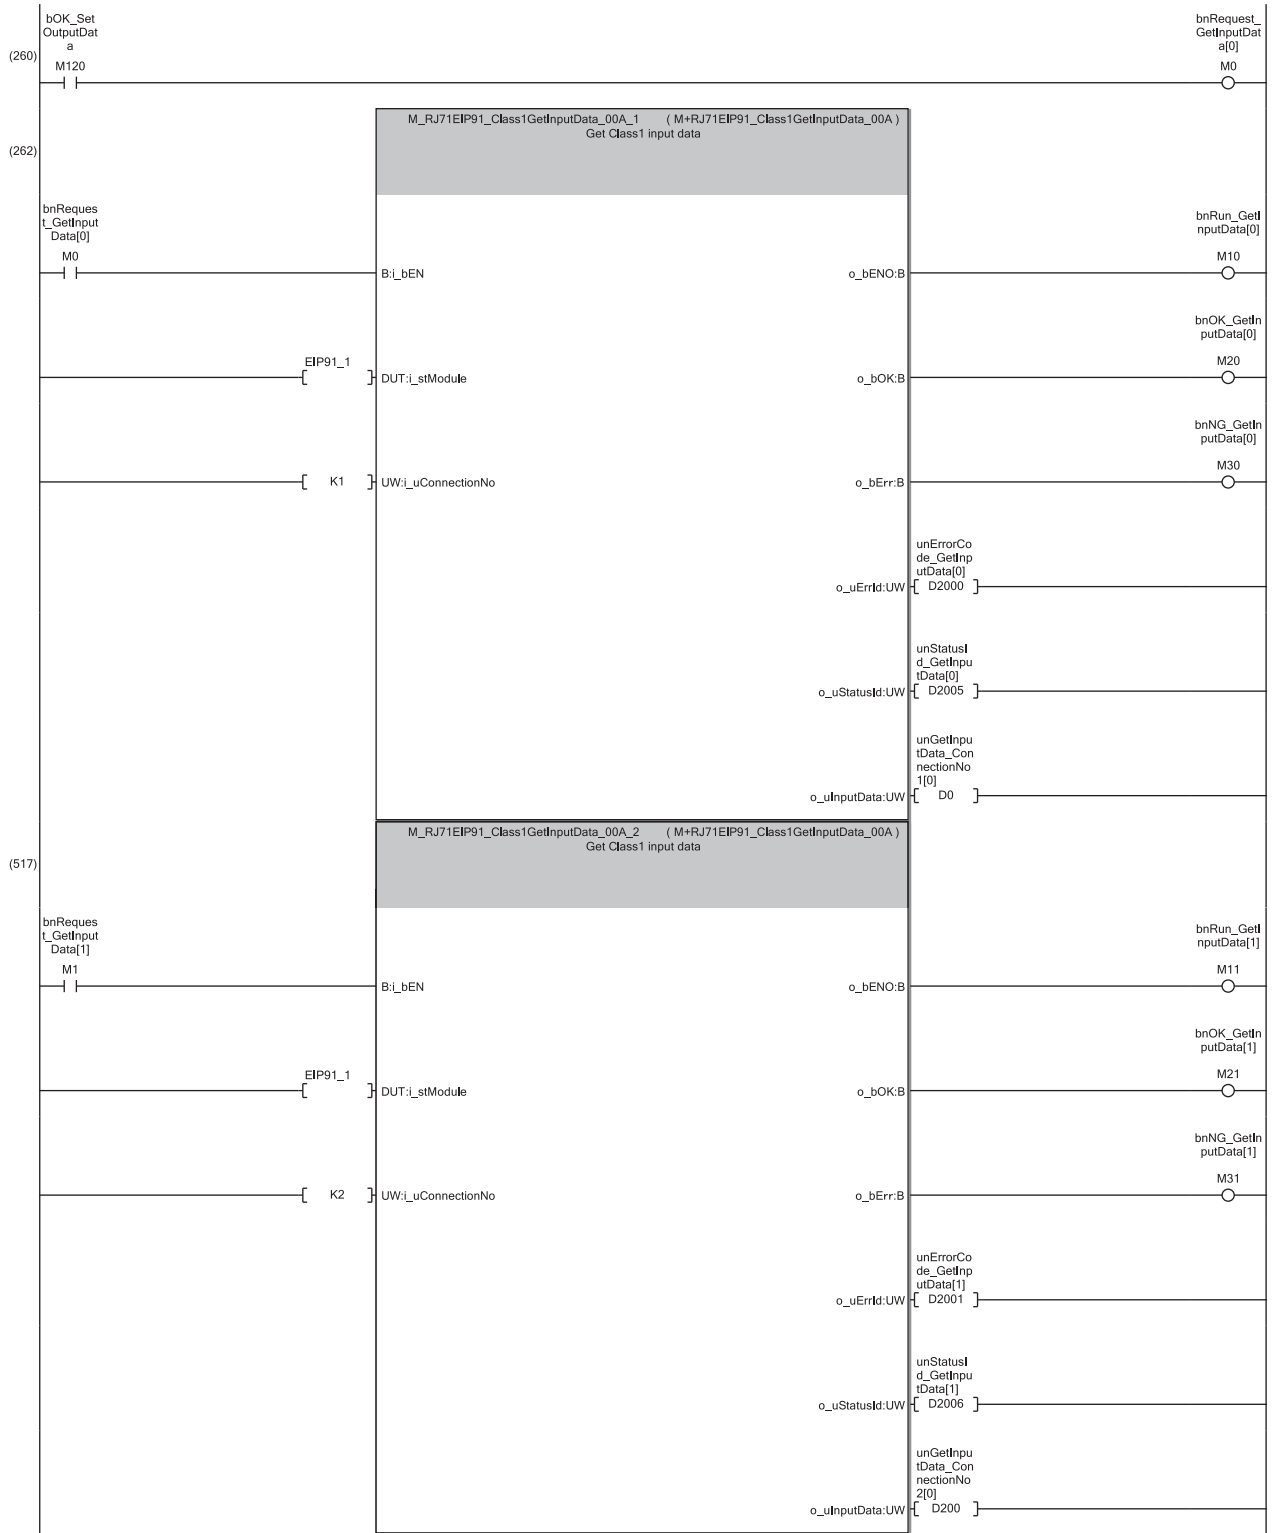 bOK_Set
OutputDat
a
(260)
M120
bnRequest_
GetInputDat
a[0]
M0
M_RJ71EIP91_Class1GetInputData_00A_1 ( M+RJ71EIP91_Class1GetInputData_00A )
Get Class1 input data
(262)
bnReques
t_GetInput
Data[0]
M0
B:i_bEN
o_bENO:B
bnRun_GetI
nputData[0]
M10
EIP91_1
DUT:i_stModule
o_bOK:B
bnOK_GetIn
putData[0]
M20
K1
UW:i_uConnectionNo
o_bErr:B
bnNG_GetIn
putData[0]
M30
o_uErrId:UW
unErrorCo
de_GetInp
utData[0]
D2000
o_uStatusId:UW
unStatusI
d_GetInpu
tData[0]
D2005
o_uInputData:UW
unGetInpu
tData_Con
nectionNo
1[0]
D0
M_RJ71EIP91_Class1GetInputData_00A_2 ( M+RJ71EIP91_Class1GetInputData_00A )
Get Class1 input data
(517)
bnReques
t_GetInput
Data[1]
M1
B:i_bEN
o_bENO:B
bnRun_GetI
nputData[1]
M11
EIP91_1
DUT:i_stModule
o_bOK:B
bnOK_GetIn
putData[1]
M21
K2
UW:i_uConnectionNo
o_bErr:B
bnNG_GetIn
putData[1]
M31
o_uErrId:UW
unErrorCo
de_GetInp
utData[1]
D2001
o_uStatusId:UW
unStatusI
d_GetInpu
tData[1]
D2006
o_uInputData:UW
unGetInpu
tData_Con
nectionNo
2[0]
D200